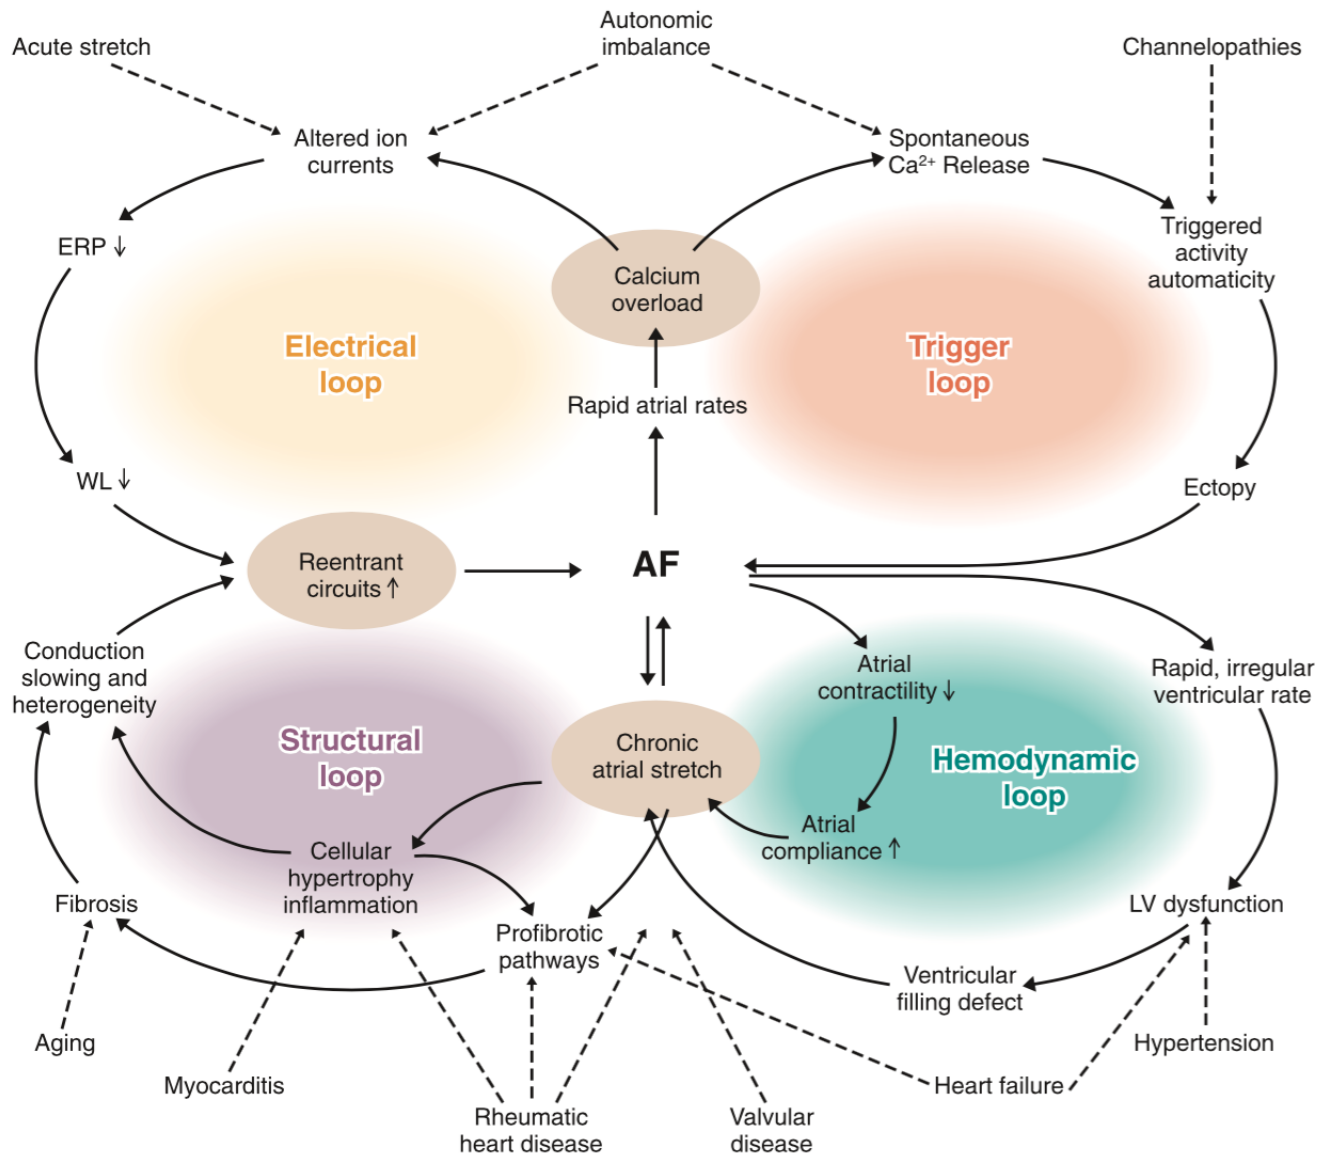 Autonomic
imbalance
Acute stretch
Channelopathies
Altered ion
currents
Spontaneous
Ca²⁺ Release
ERP ↓
Triggered
activity
automaticity
Calcium
overload
Electrical
loop
Trigger
loop
Rapid atrial rates
WL ↓
Ectopy
Reentrant
circuits ↑
AF
Conduction
slowing and
heterogeneity
Atrial
contractility ↓
Rapid, irregular
ventricular rate
Structural
loop
Chronic
atrial stretch
Hemodynamic
loop
Atrial
compliance ↑
Cellular
hypertrophy
inflammation
Fibrosis
LV dysfunction
Profibrotic
pathways
Ventricular
filling defect
Aging
Hypertension
Myocarditis
Heart failure
Rheumatic
heart disease
Valvular
disease